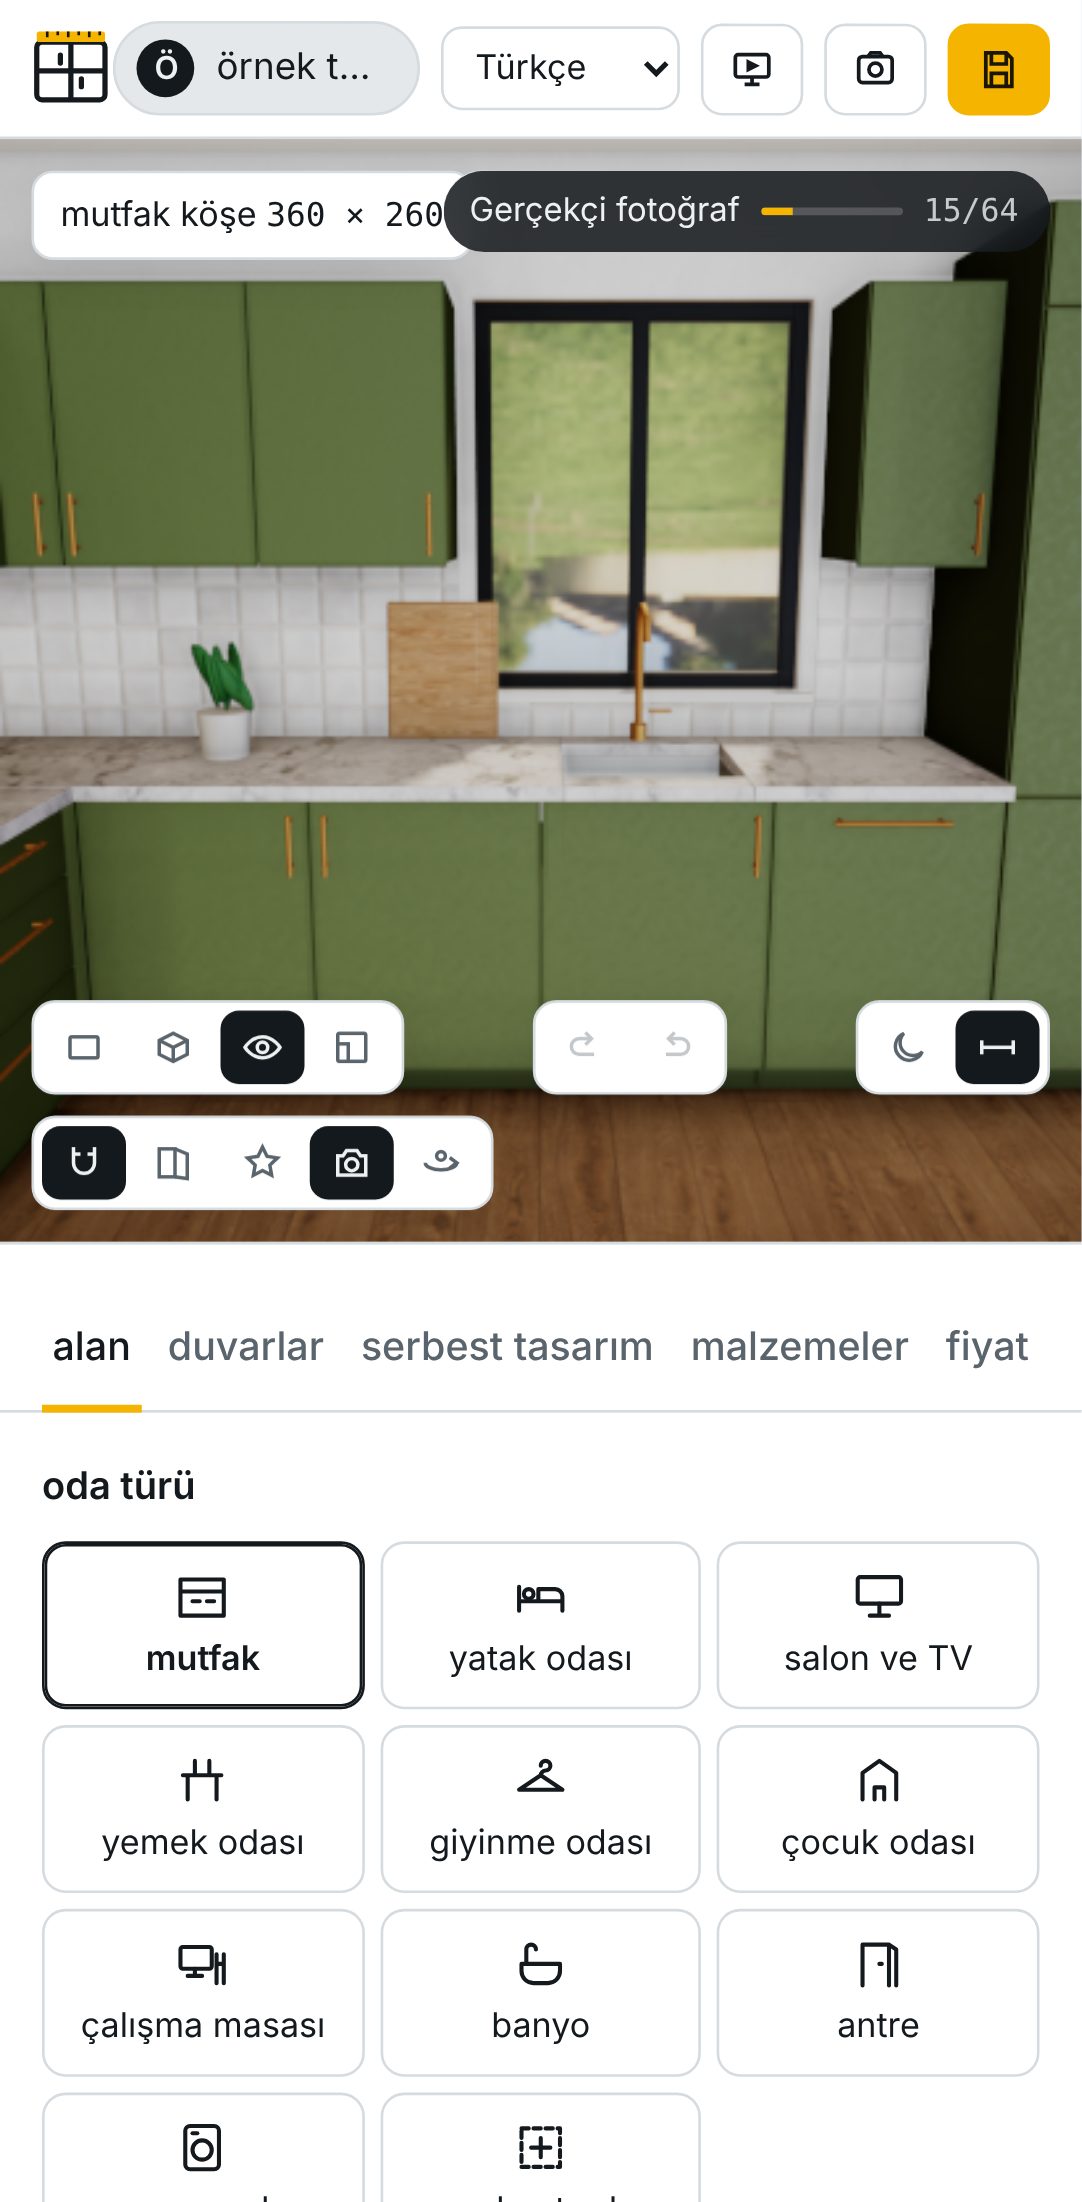 Ö örnek t... Türkçe
mutfak köşe 360 × 260
Gerçekçi fotoğraf 15/64
alan duvarlar serbest tasarım malzemeler fiyat
oda türü
mutfak yatak odası salon ve TV
yemek odası giyinme odası çocuk odası
çalışma masası banyo antre